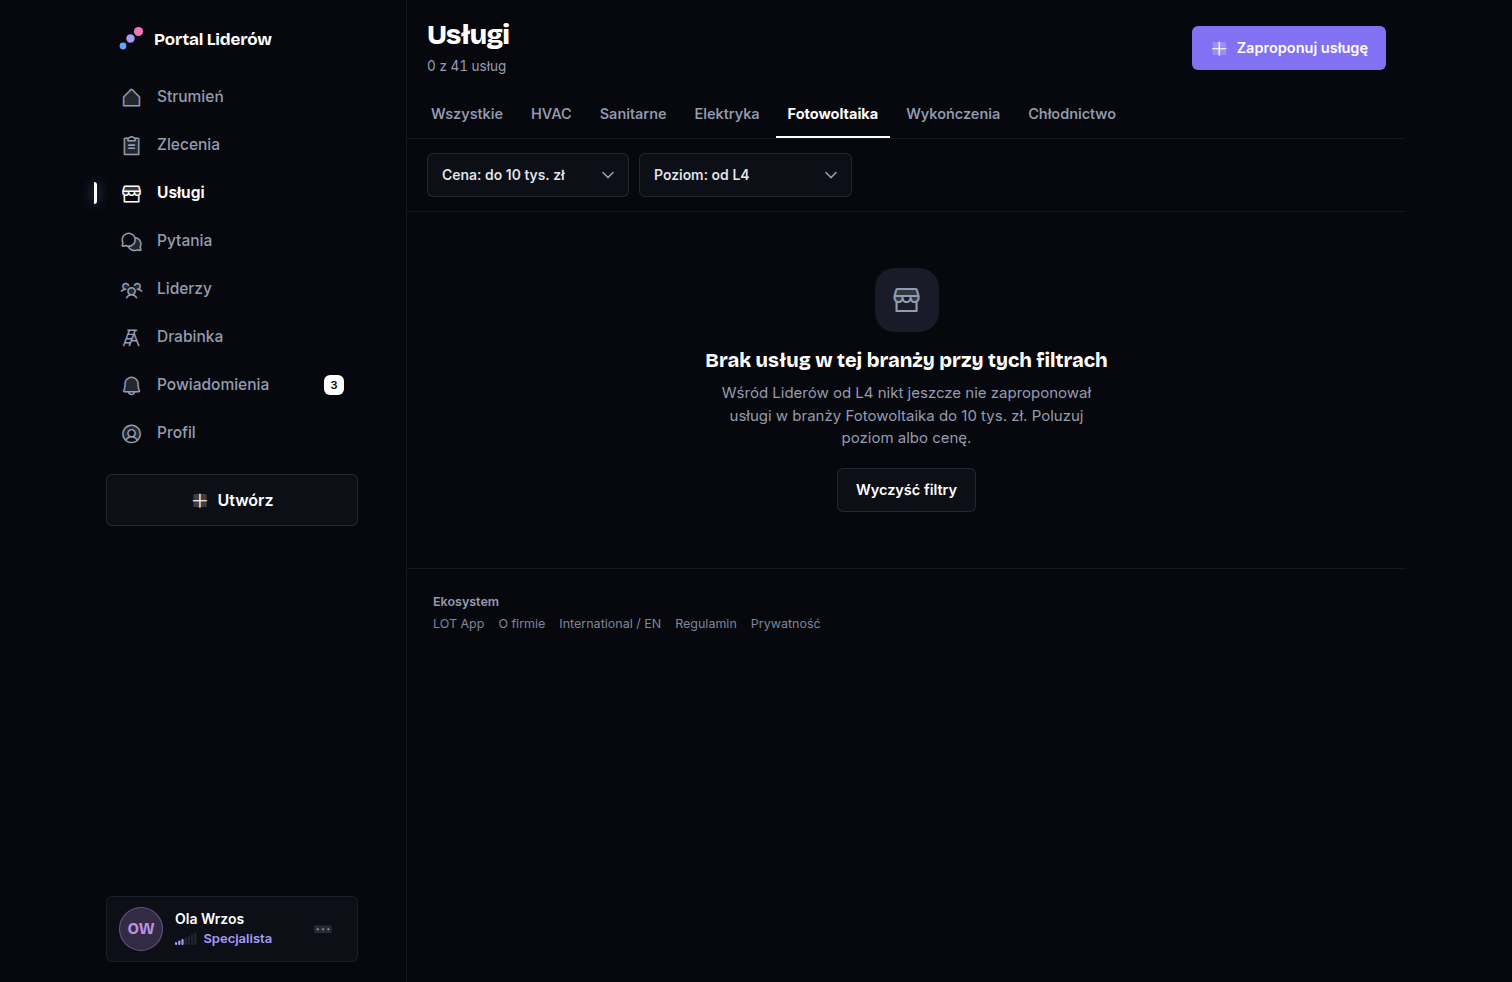 Portal Liderów
Strumień
Zlecenia
Usługi
Pytania
Liderzy
Drabinka
Powiadomienia
3
Profil
Utwórz
OW
Ola Wrzos
Specjalista
Usługi
0 z 41 usług
Zaproponuj usługę
Wszystkie
HVAC
Sanitarne
Elektryka
Fotowoltaika
Wykończenia
Chłodnictwo
Cena: do 10 tys. zł
Poziom: od L4
Brak usług w tej branży przy tych filtrach
Wśród Liderów od L4 nikt jeszcze nie zaproponował
usługi w branży Fotowoltaika do 10 tys. zł. Poluzuj
poziom albo cenę.
Wyczyść filtry
Ekosystem
LOT App
O firmie
International / EN
Regulamin
Prywatność